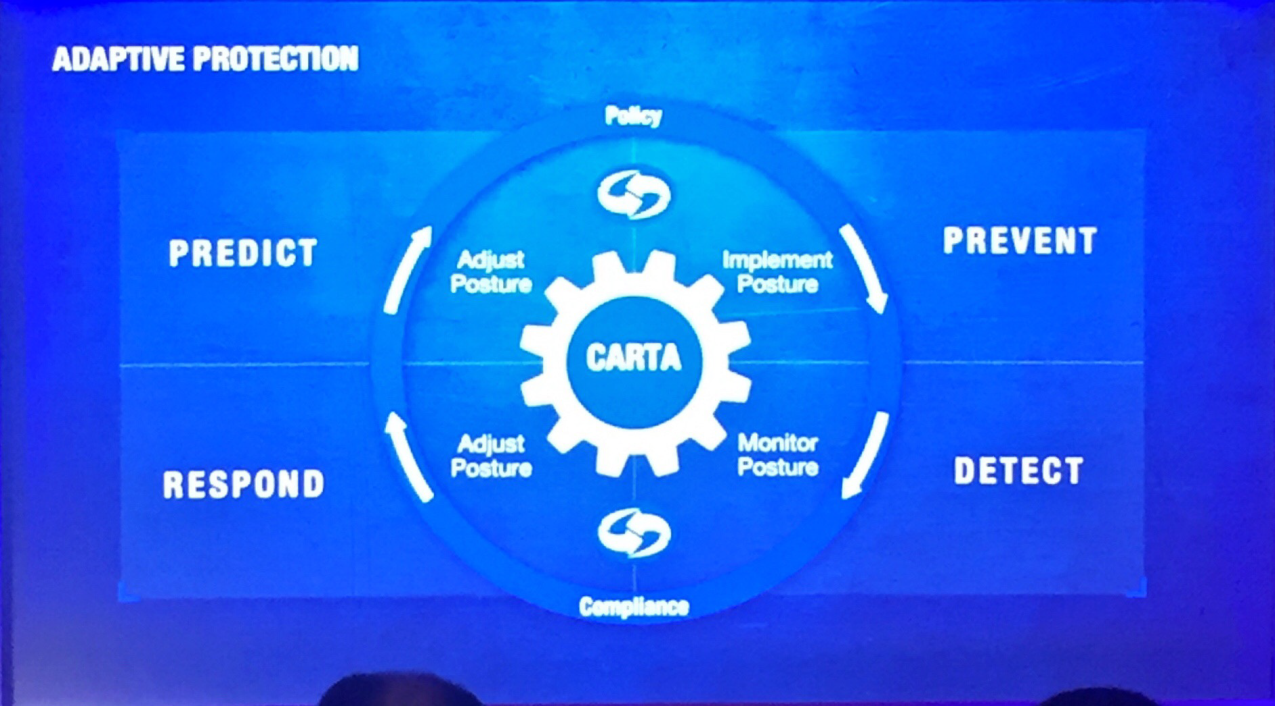 ADAPTIVE PROTECTION
Policy
PREDICT
PREVENT
Adjust
Posture
Implement
Posture
CARTA
Adjust
Posture
Monitor
Posture
RESPOND
DETECT
Compliance